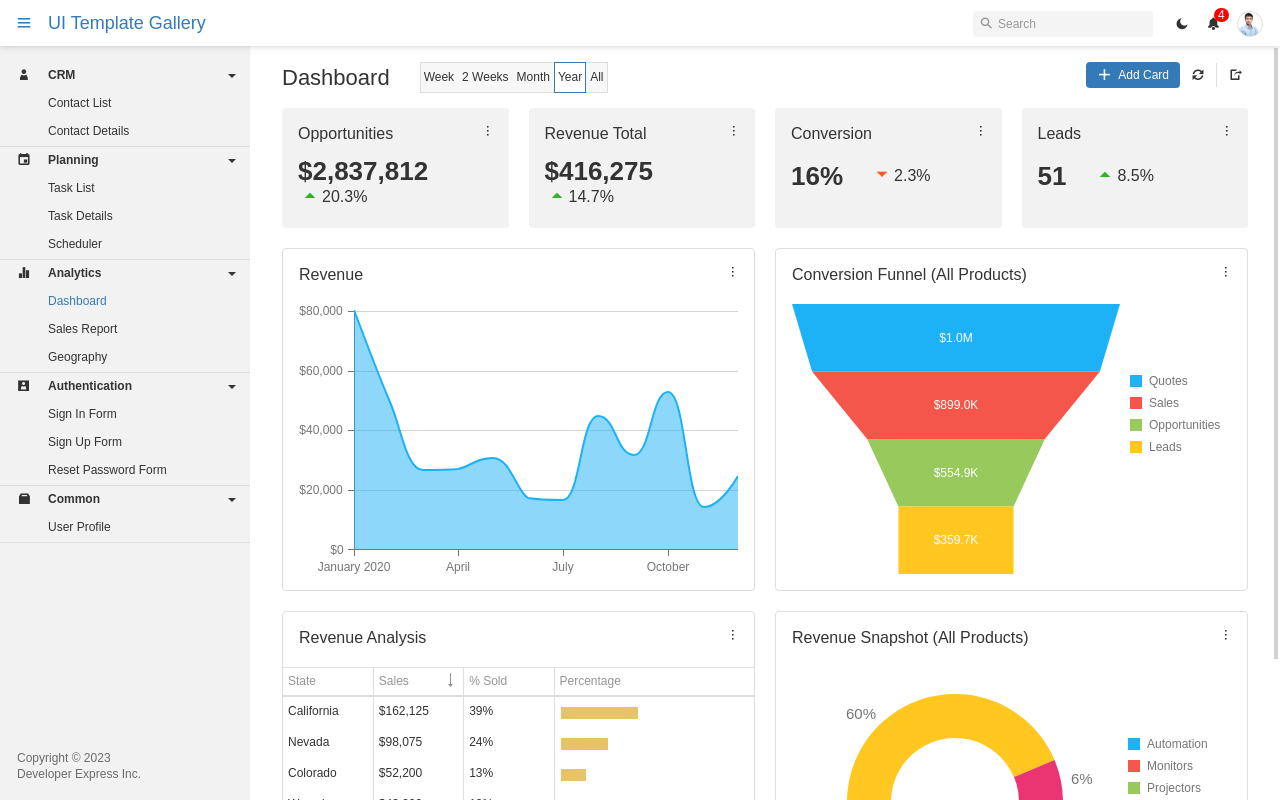 UI Template Gallery
Search
4
CRM
Contact List
Contact Details
Planning
Task List
Task Details
Scheduler
Analytics
Dashboard
Sales Report
Geography
Authentication
Sign In Form
Sign Up Form
Reset Password Form
Common
User Profile
Copyright © 2023
Developer Express Inc.
Dashboard
Week 2 Weeks Month Year All
Add Card
Opportunities
$2,837,812
20.3%
Revenue Total
$416,275
14.7%
Conversion
16% 2.3%
Leads
51 8.5%
Revenue
$80,000
$60,000
$40,000
$20,000
$0
January 2020 April July October
Conversion Funnel (All Products)
$1.0M
$899.0K
$554.9K
$359.7K
Quotes
Sales
Opportunities
Leads
Revenue Analysis
State Sales % Sold Percentage
California $162,125 39%
Nevada $98,075 24%
Colorado $52,200 13%
Revenue Snapshot (All Products)
60%
6%
Automation
Monitors
Projectors